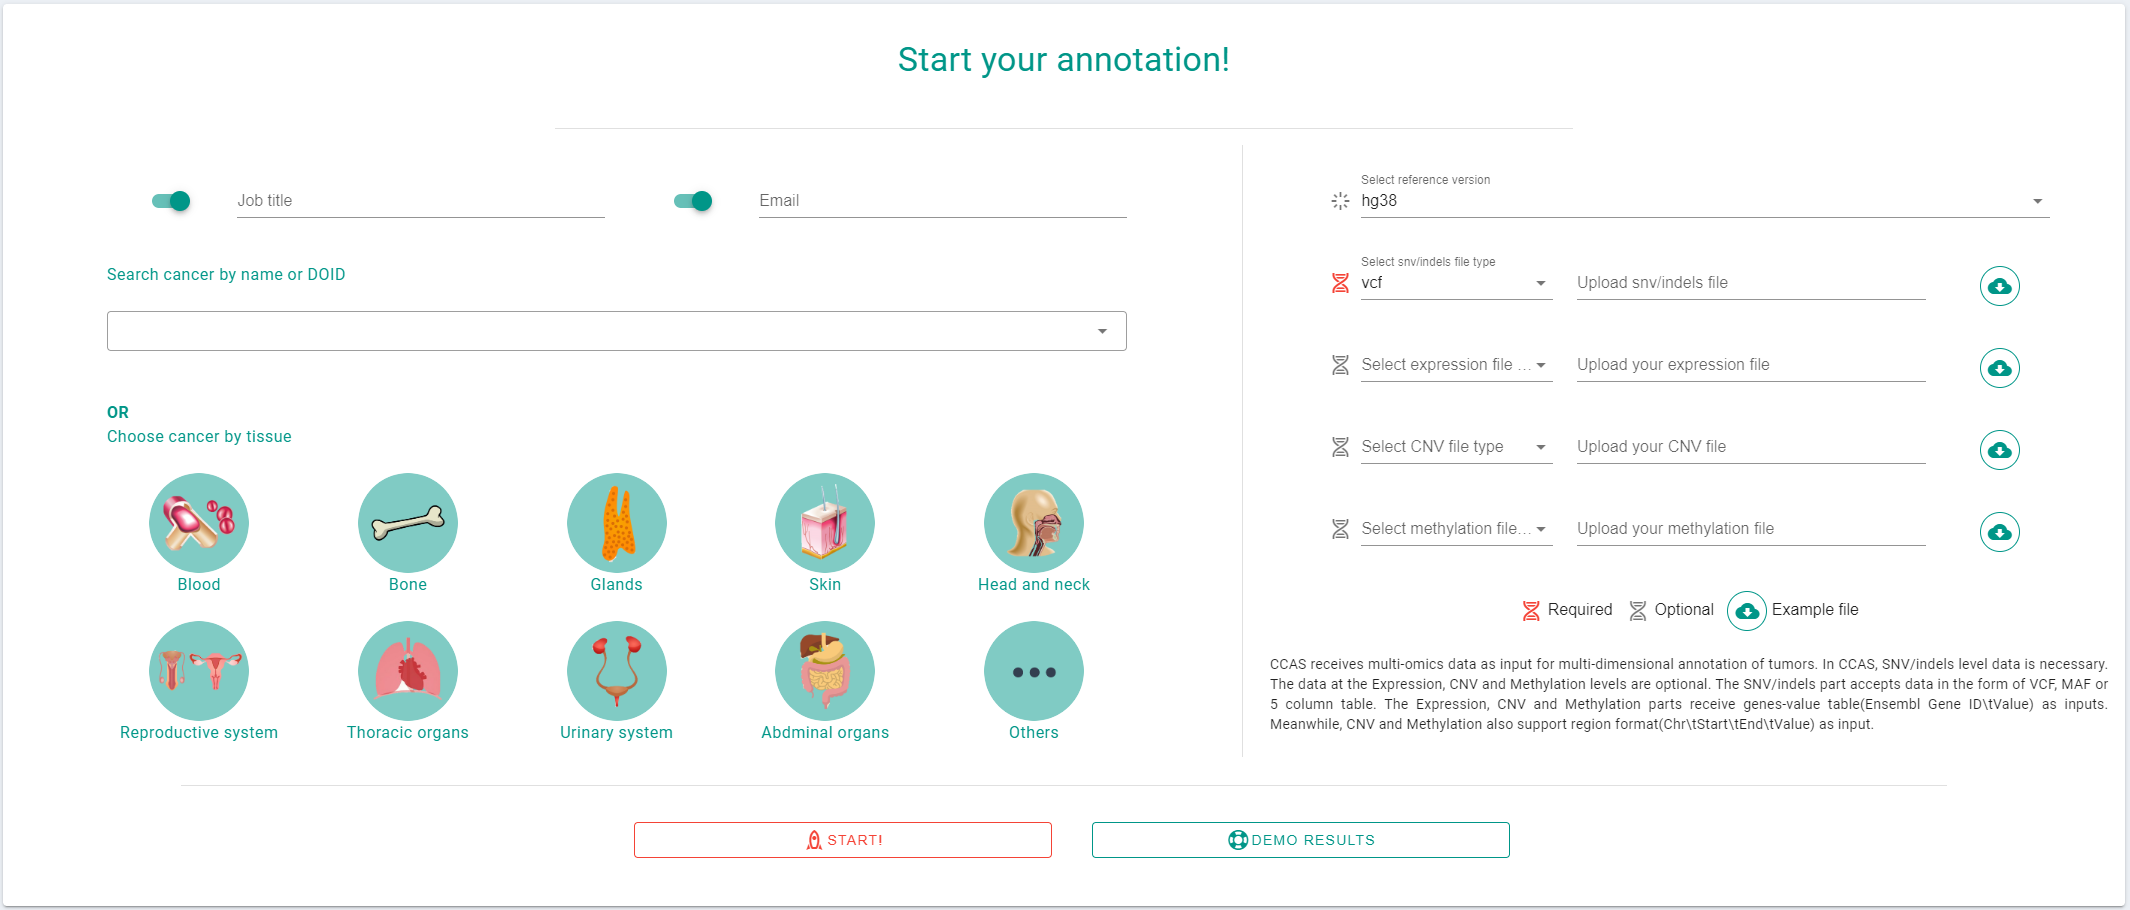 Start your annotation!
Job title
Email
Search cancer by name or DOID
OR
Choose cancer by tissue
Blood
Bone
Glands
Skin
Head and neck
Reproductive system
Thoracic organs
Urinary system
Abdminal organs
Others
Select reference version
hg38
Select snv/indels file type
vcf
Upload snv/indels file
Select expression file ...
Upload your expression file
Select CNV file type
Upload your CNV file
Select methylation file...
Upload your methylation file
Required
Optional
Example file
CCAS receives multi-omics data as input for multi-dimensional annotation of tumors. In CCAS, SNV/indels level data is necessary.
The data at the Expression, CNV and Methylation levels are optional. The SNV/indels part accepts data in the form of VCF, MAF or
5 column table. The Expression, CNV and Methylation parts receive genes-value table(Ensembl Gene ID\tValue) as inputs.
Meanwhile, CNV and Methylation also support region format(Chr\tStart\tEnd\tValue) as input.
START!
DEMO RESULTS